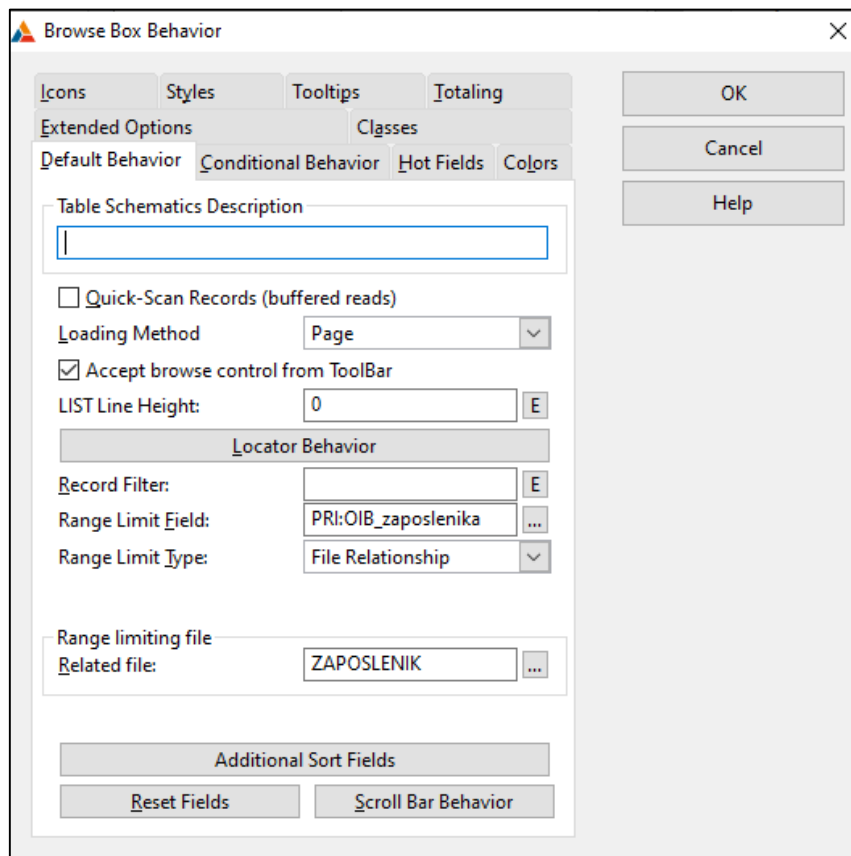 Browse Box Behavior
Icons Styles Tooltips Totaling
Extended Options Classes
Default Behavior Conditional Behavior Hot Fields Colors
OK
Cancel
Help
Table Schematics Description
Quick-Scan Records (buffered reads)
Loading Method Page
Accept browse control from ToolBar
LIST Line Height: 0 E
Locator Behavior
Record Filter: E
Range Limit Field: PRI:OIB_zaposlenika ...
Range Limit Type: File Relationship
Range limiting file
Related file: ZAPOSLENIK ...
Additional Sort Fields
Reset Fields Scroll Bar Behavior